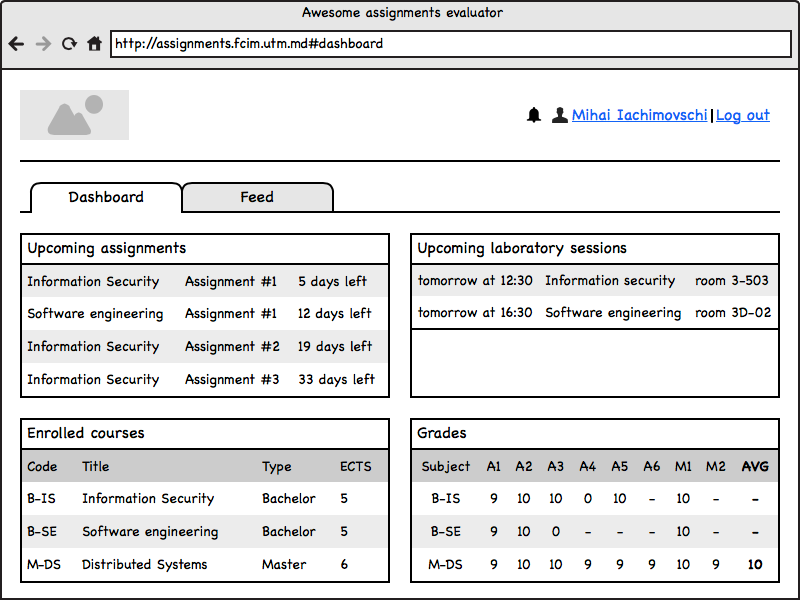 Awesome assignments evaluator
http://assignments.fcim.utm.md#dashboard
Mihai Iachimovschi|Log out
Dashboard Feed
Upcoming assignments
Information Security Assignment #1 5 days left
Software engineering Assignment #1 12 days left
Information Security Assignment #2 19 days left
Information Security Assignment #3 33 days left
Upcoming laboratory sessions
tomorrow at 12:30 Information security room 3-503
tomorrow at 16:30 Software engineering room 3D-02
Enrolled courses
Code Title Type ECTS
B-IS Information Security Bachelor 5
B-SE Software engineering Bachelor 5
M-DS Distributed Systems Master 6
Grades
Subject A1 A2 A3 A4 A5 A6 M1 M2 AVG
B-IS 9 10 10 0 10 - 10 - -
B-SE 9 10 0 - - - 10 - -
M-DS 9 10 10 9 9 9 10 9 10